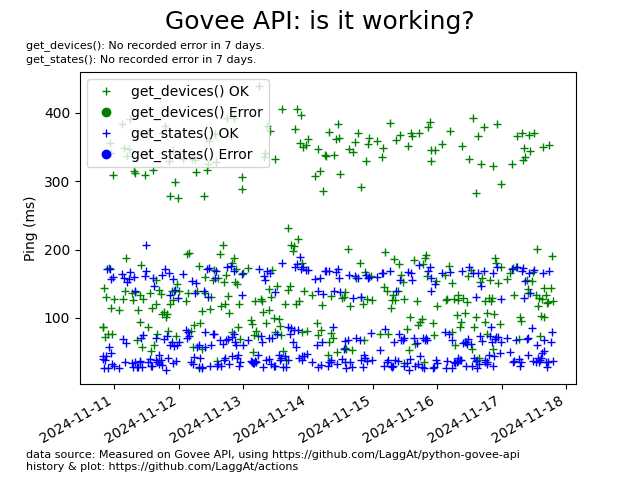 Govee API: is it working?
get_devices(): No recorded error in 7 days.
get_states(): No recorded error in 7 days.
get_devices() OK
get_devices() Error
get_states() OK
get_states() Error
Ping (ms)
400
300
200
100
2024-11-11
2024-11-12
2024-11-13
2024-11-14
2024-11-15
2024-11-16
2024-11-17
2024-11-18
data source: Measured on Govee API, using https://github.com/LaggAt/python-govee-api
history & plot: https://github.com/LaggAt/actions